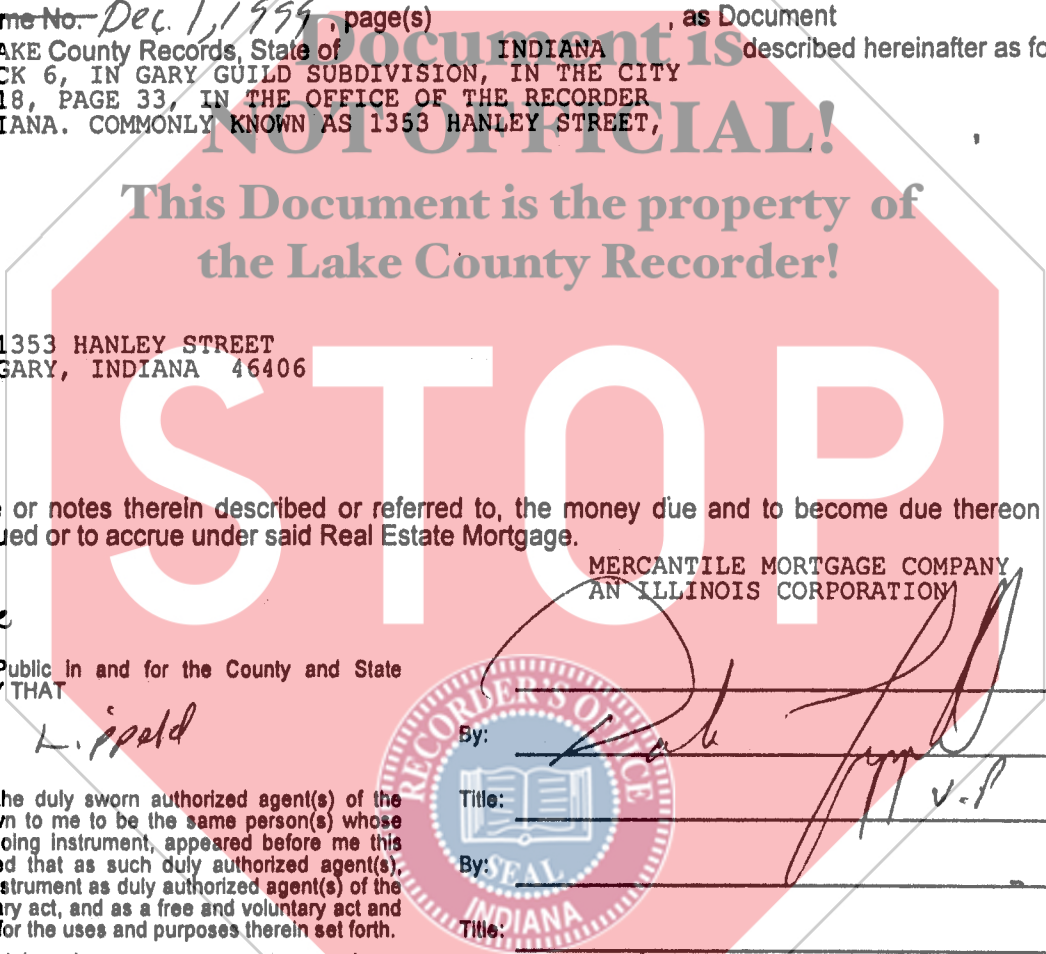 me No. Dec. 1, 1999, page(s) , as Document
AKE County Records, State of INDIANA described hereinafter as fo
CK 6, IN GARY GUILD SUBDIVISION, IN THE CITY
18, PAGE 33, IN THE OFFICE OF THE RECORDER
IANA. COMMONLY KNOWN AS 1353 HANLEY STREET,
Document is
NOT OFFICIAL!
This Document is the property of
the Lake County Recorder!
1353 HANLEY STREET
GARY, INDIANA 46406
STOP
or notes therein described or referred to, the money due and to become due thereon
ued or to accrue under said Real Estate Mortgage.
MERCANTILE MORTGAGE COMPANY
AN ILLINOIS CORPORATION
Public in and for the County and State
THAT
Lippold
By:
he duly sworn authorized agent(s) of the
vn to me to be the same person(s) whose
oing instrument, appeared before me this
ed that as such duly authorized agent(s),
strument as duly authorized agent(s) of the
ary act, and as a free and voluntary act and
for the uses and purposes therein set forth.
Title: V.P
By:
Title:
RECORDER'S OFFICE
SEAL
INDIANA